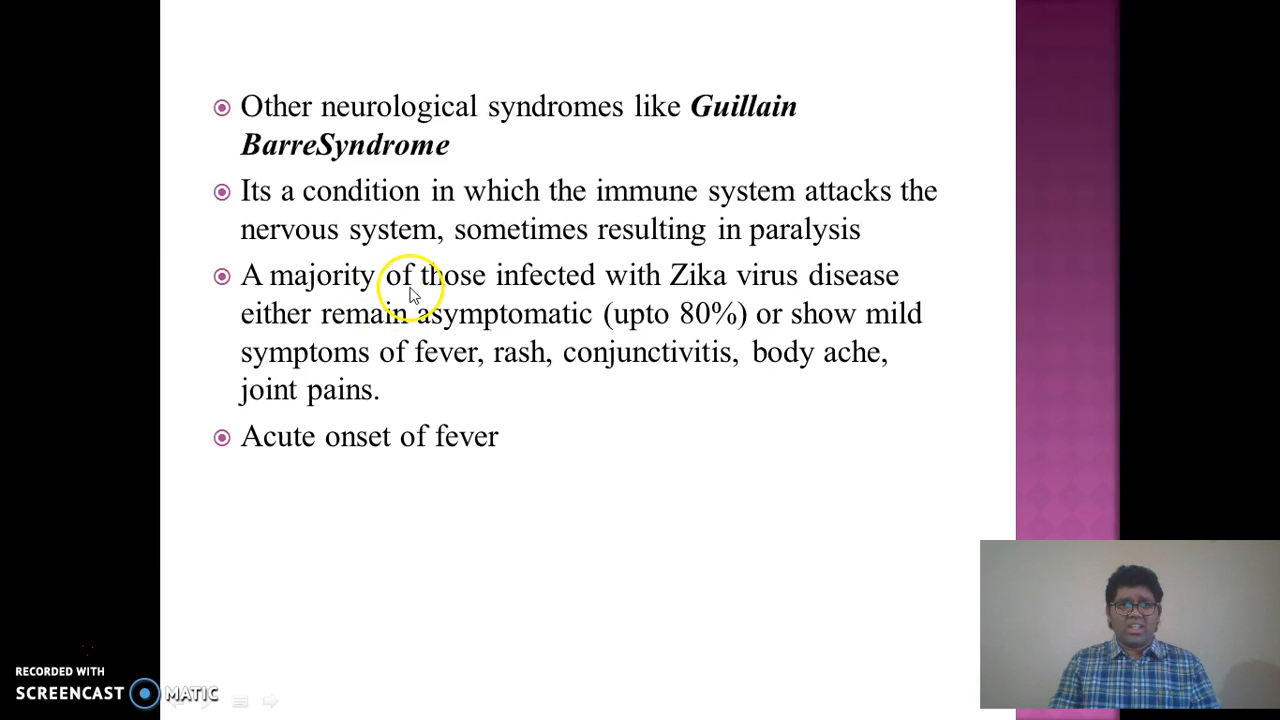 Other neurological syndromes like Guillain
BarreSyndrome
Its a condition in which the immune system attacks the
nervous system, sometimes resulting in paralysis
A majority of those infected with Zika virus disease
either remain asymptomatic (upto 80%) or show mild
symptoms of fever, rash, conjunctivitis, body ache,
joint pains.
Acute onset of fever
RECORDED WITH
SCREENCAST MATIC